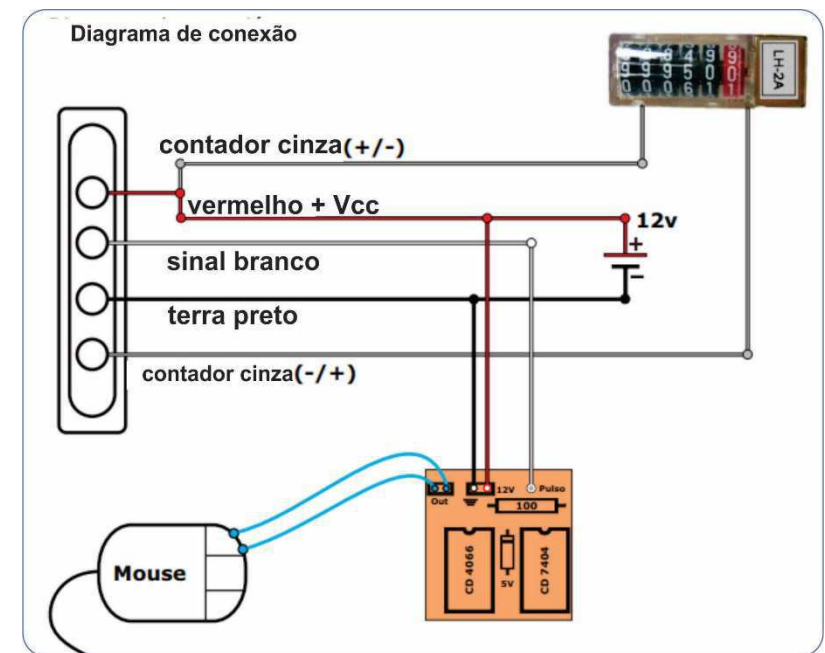 Diagrama de conexão
LH-2A
contador cinza(+/-)
vermelho + Vcc
12v
+
sinal branco
-
terra preto
contador cinza(-/+)
12V Pulso
Out
100
CD 4066
5V
CD 7404
Mouse